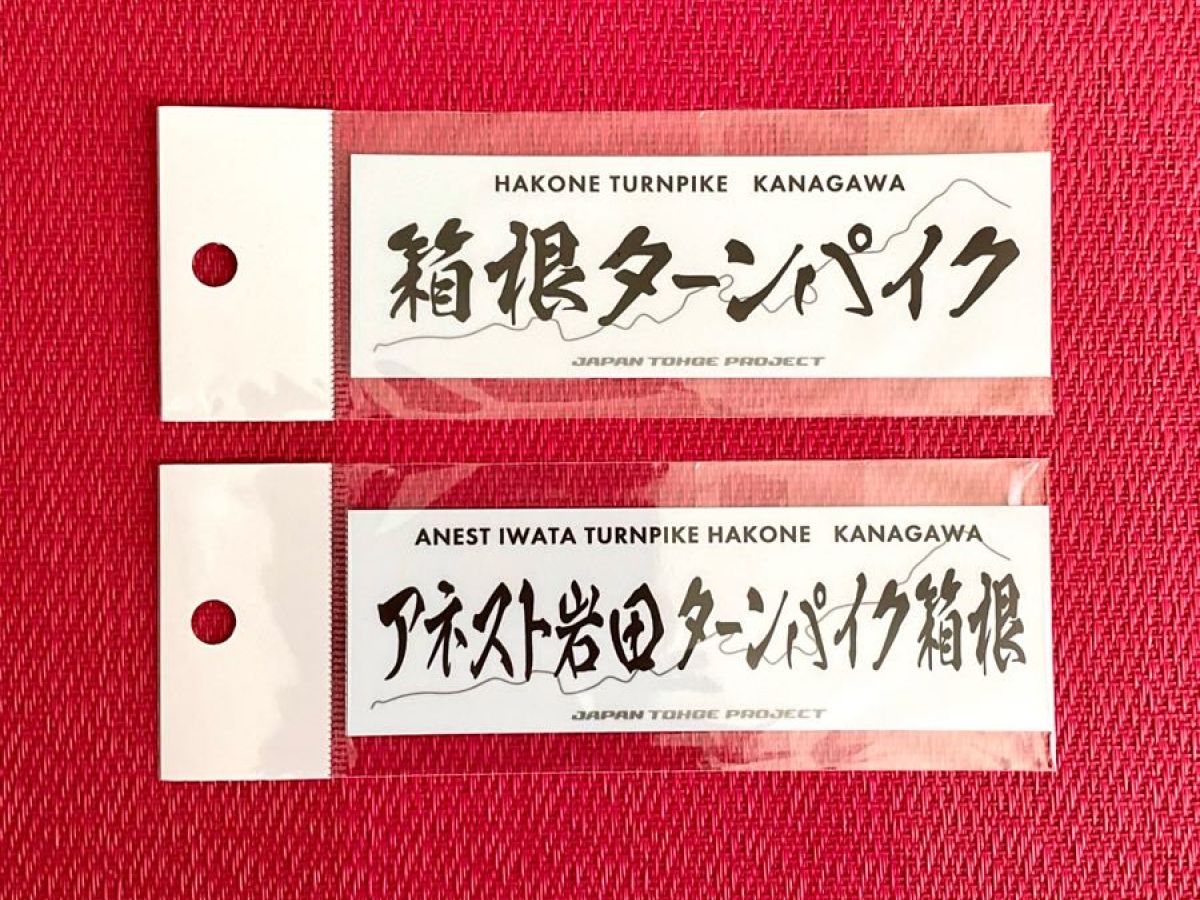 HAKONE TURNPIKE KANAGAWA
箱根ターンパイク
JAPAN TOHGE PROJECT
ANEST IWATA TURNPIKE HAKONE KANAGAWA
アネスト岩田ターンパイク箱根
JAPAN TOHGE PROJECT